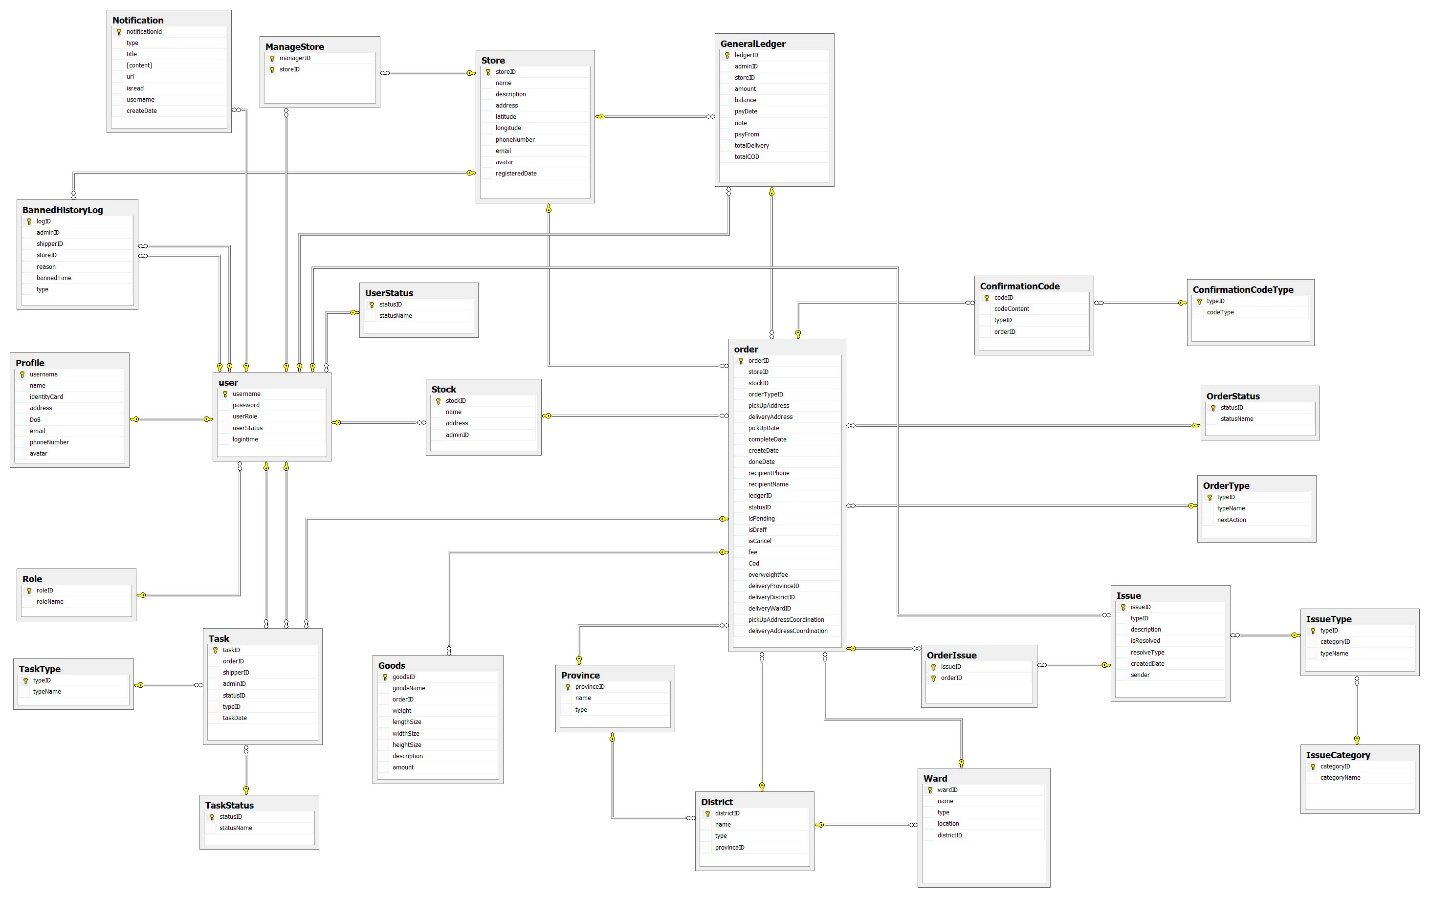 Notification
notificationId
type
title
[content]
url
isread
username
createDate
ManageStore
managerID
storeID
Store
storeID
name
description
address
latitude
longitude
phoneNumber
email
avatar
registeredDate
GeneralLedger
ledgerID
adminID
storeID
amount
balance
payDate
note
payFrom
totalDelivery
totalCOD
BannedHistoryLog
logID
adminID
shipperID
storeID
reason
bannedTime
type
UserStatus
statusID
statusName
ConfirmationCode
codeID
codeContent
typeID
orderID
ConfirmationCodeType
typeID
codeType
Profile
username
name
identityCard
address
DoB
email
phoneNumber
avatar
user
username
password
userRole
userStatus
logintime
Stock
stockID
name
address
adminID
order
orderID
storeID
stockID
orderTypeID
pickUpAddress
deliveryAddress
pickUpDate
completeDate
createDate
doneDate
recipientPhone
recipientName
ledgerID
statusID
isPending
isDraff
isCancel
fee
Cod
overweightfee
deliveryProvinceID
deliveryDistrictID
deliveryWardID
pickUpAddressCoordination
deliveryAddressCoordination
OrderStatus
statusID
statusName
OrderType
typeID
typeName
nextAction
Role
roleID
roleName
Task
taskID
orderID
shipperID
adminID
statusID
typeID
taskDate
TaskType
typeID
typeName
TaskStatus
statusID
statusName
Goods
goodsID
goodsName
orderID
weight
lengthSize
widthSize
heightSize
description
amount
Province
provinceID
name
type
OrderIssue
issueID
orderID
Issue
issueID
typeID
description
isResolved
resolveType
createdDate
sender
IssueType
typeID
categoryID
typeName
IssueCategory
categoryID
categoryName
District
districtID
name
type
provinceID
Ward
wardID
name
type
location
districtID